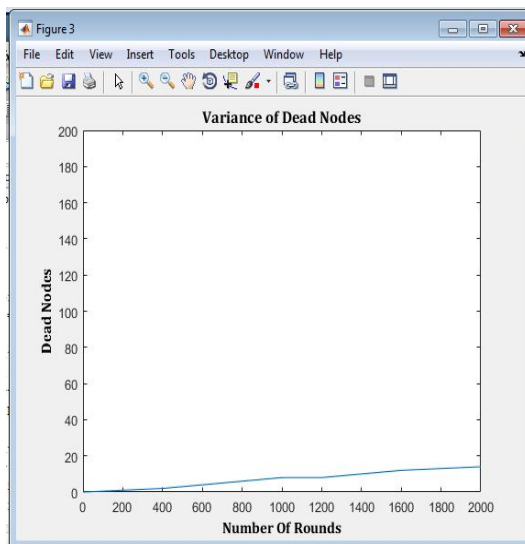 Figure 3
File Edit View Insert Tools Desktop Window Help
Variance of Dead Nodes
200
180
160
140
120
100
80
60
40
20
0
Dead Nodes
0 200 400 600 800 1000 1200 1400 1600 1800 2000
Number Of Rounds